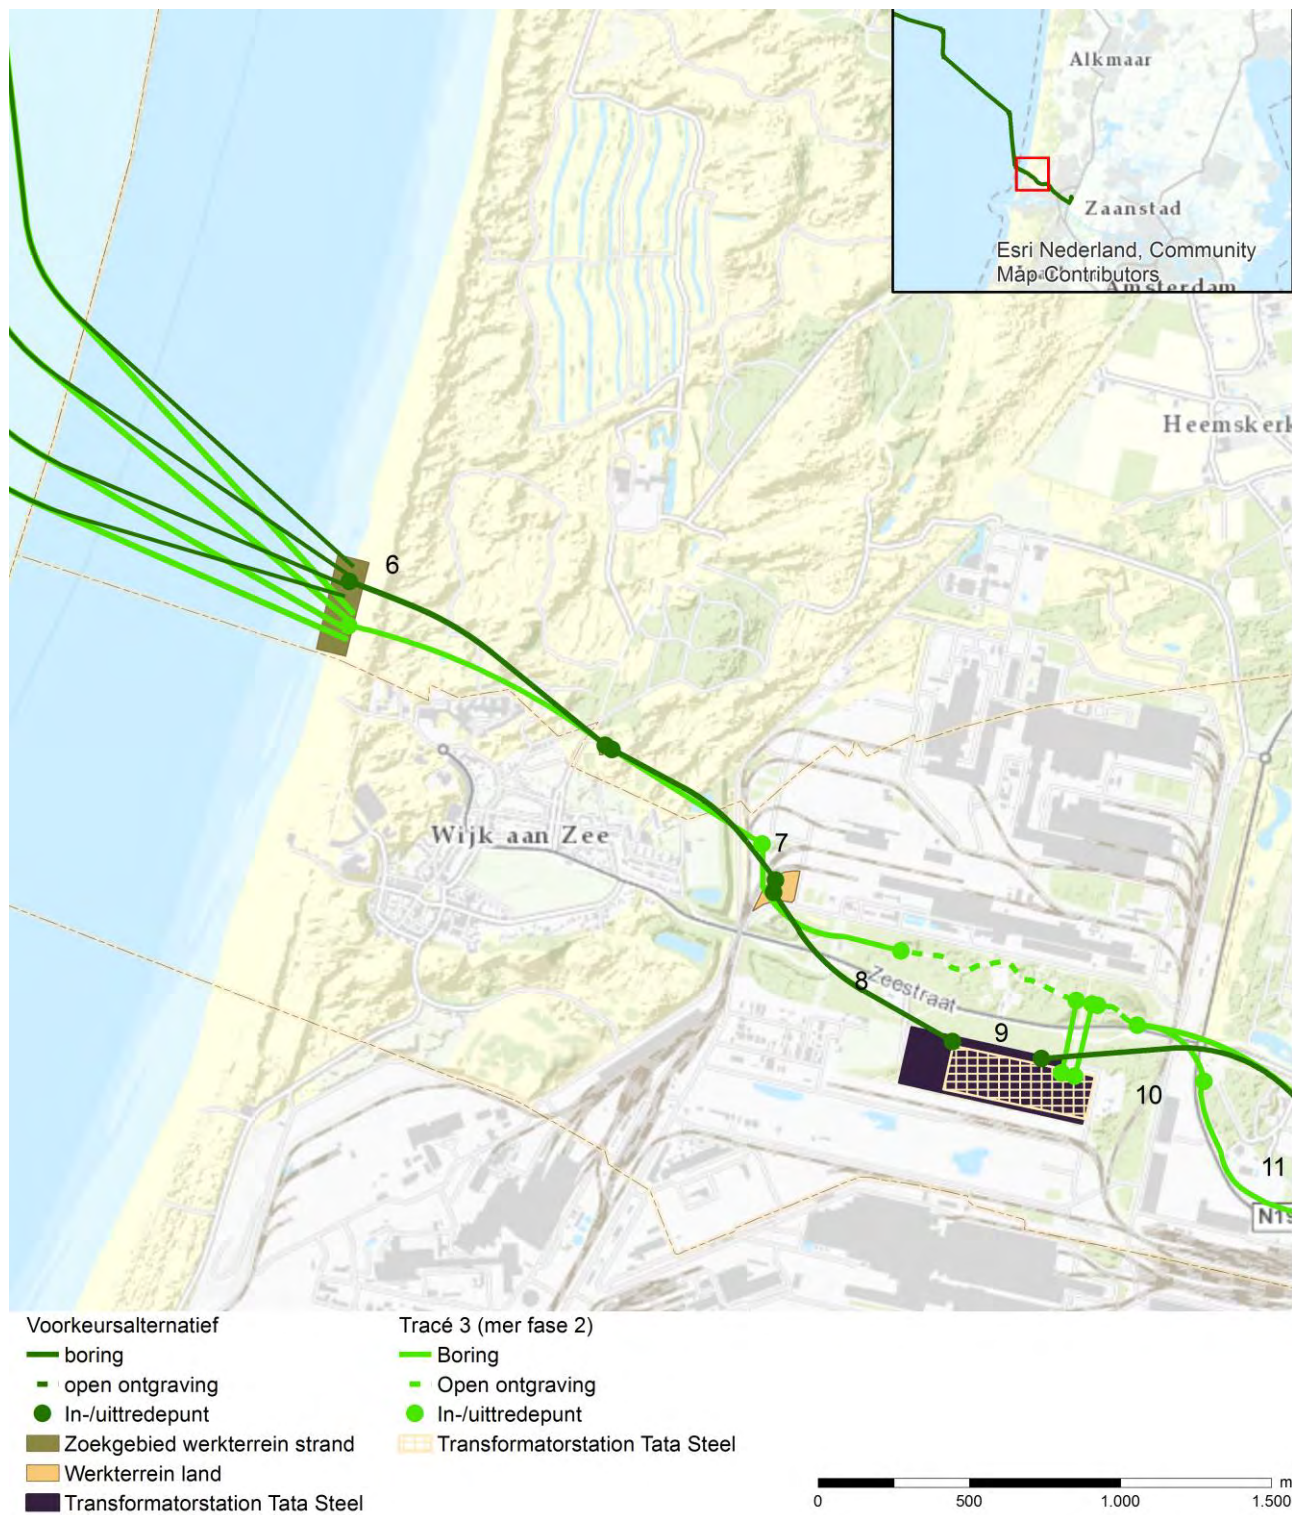 Alkmaar
Zaanstad
Esri Nederland, Community
Map Contributors
Amsterdam
Heemskerk
6
7
Wijk aan Zee
8
Zeestraat
9
10
11
N19
Voorkeursalternatief
boring
open ontgraving
In-/uittredepunt
Zoekgebied werkterrein strand
Werkterrein land
Transformatorstation Tata Steel
Tracé 3 (mer fase 2)
Boring
Open ontgraving
In-/uittredepunt
Transformatorstation Tata Steel
m
0 500 1.000 1.500